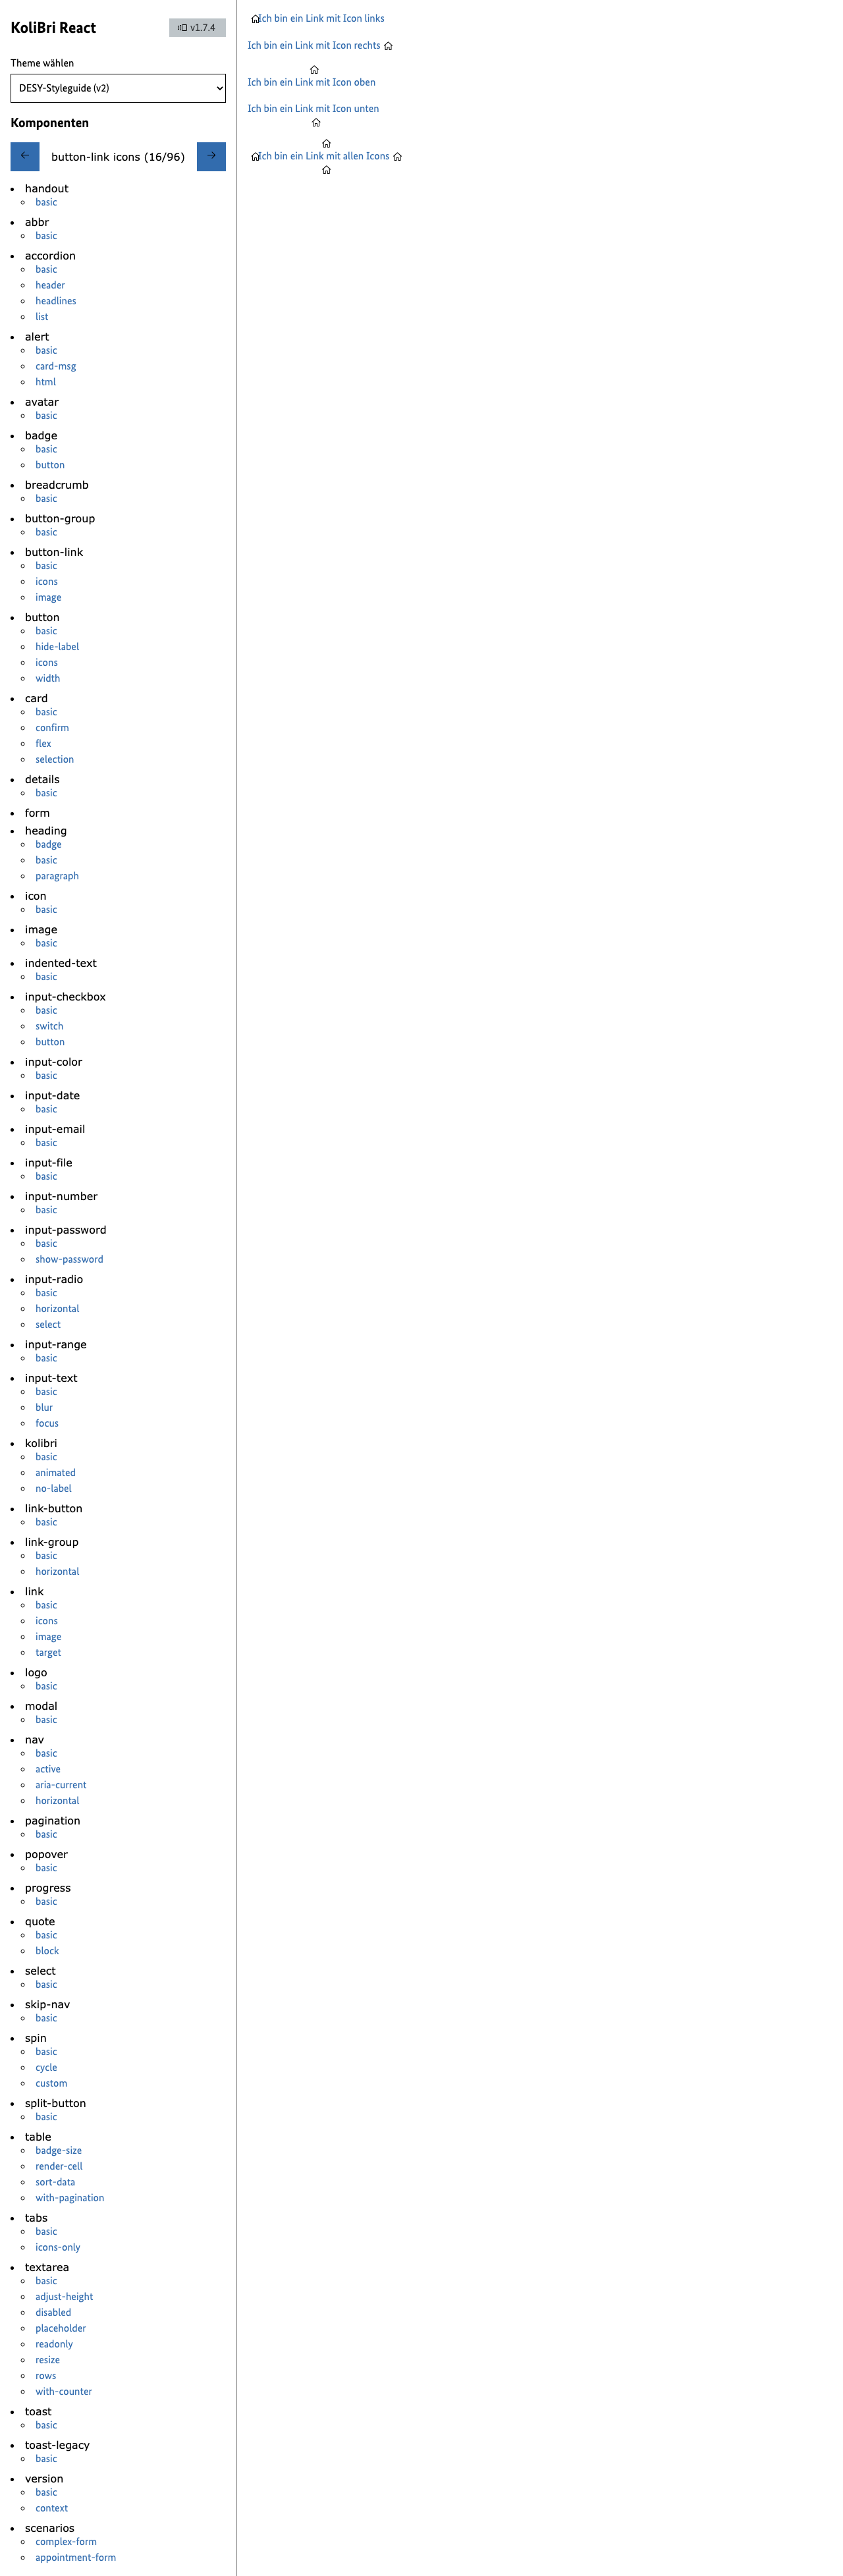 KoliBri React
v1.7.4
Theme wählen
DESY-Styleguide (v2)
Komponenten
button-link icons (16/96)
handout
basic
abbr
basic
accordion
basic
header
headlines
list
alert
basic
card-msg
html
avatar
basic
badge
basic
button
breadcrumb
basic
button-group
basic
button-link
basic
icons
image
button
basic
hide-label
icons
width
card
basic
confirm
flex
selection
details
basic
form
heading
badge
basic
paragraph
icon
basic
image
basic
indented-text
basic
input-checkbox
basic
switch
button
input-color
basic
input-date
basic
input-email
basic
input-file
basic
input-number
basic
input-password
basic
show-password
input-radio
basic
horizontal
select
input-range
basic
input-text
basic
blur
focus
kolibri
basic
animated
no-label
link-button
basic
link-group
basic
horizontal
link
basic
icons
image
target
logo
basic
modal
basic
nav
basic
active
aria-current
horizontal
pagination
basic
popover
basic
progress
basic
quote
basic
block
select
basic
skip-nav
basic
spin
basic
cycle
custom
split-button
basic
table
badge-size
render-cell
sort-data
with-pagination
tabs
basic
icons-only
textarea
basic
adjust-height
disabled
placeholder
readonly
resize
rows
with-counter
toast
basic
toast-legacy
basic
version
basic
context
scenarios
complex-form
appointment-form
Ich bin ein Link mit Icon links
Ich bin ein Link mit Icon rechts
Ich bin ein Link mit Icon oben
Ich bin ein Link mit Icon unten
Ich bin ein Link mit allen Icons